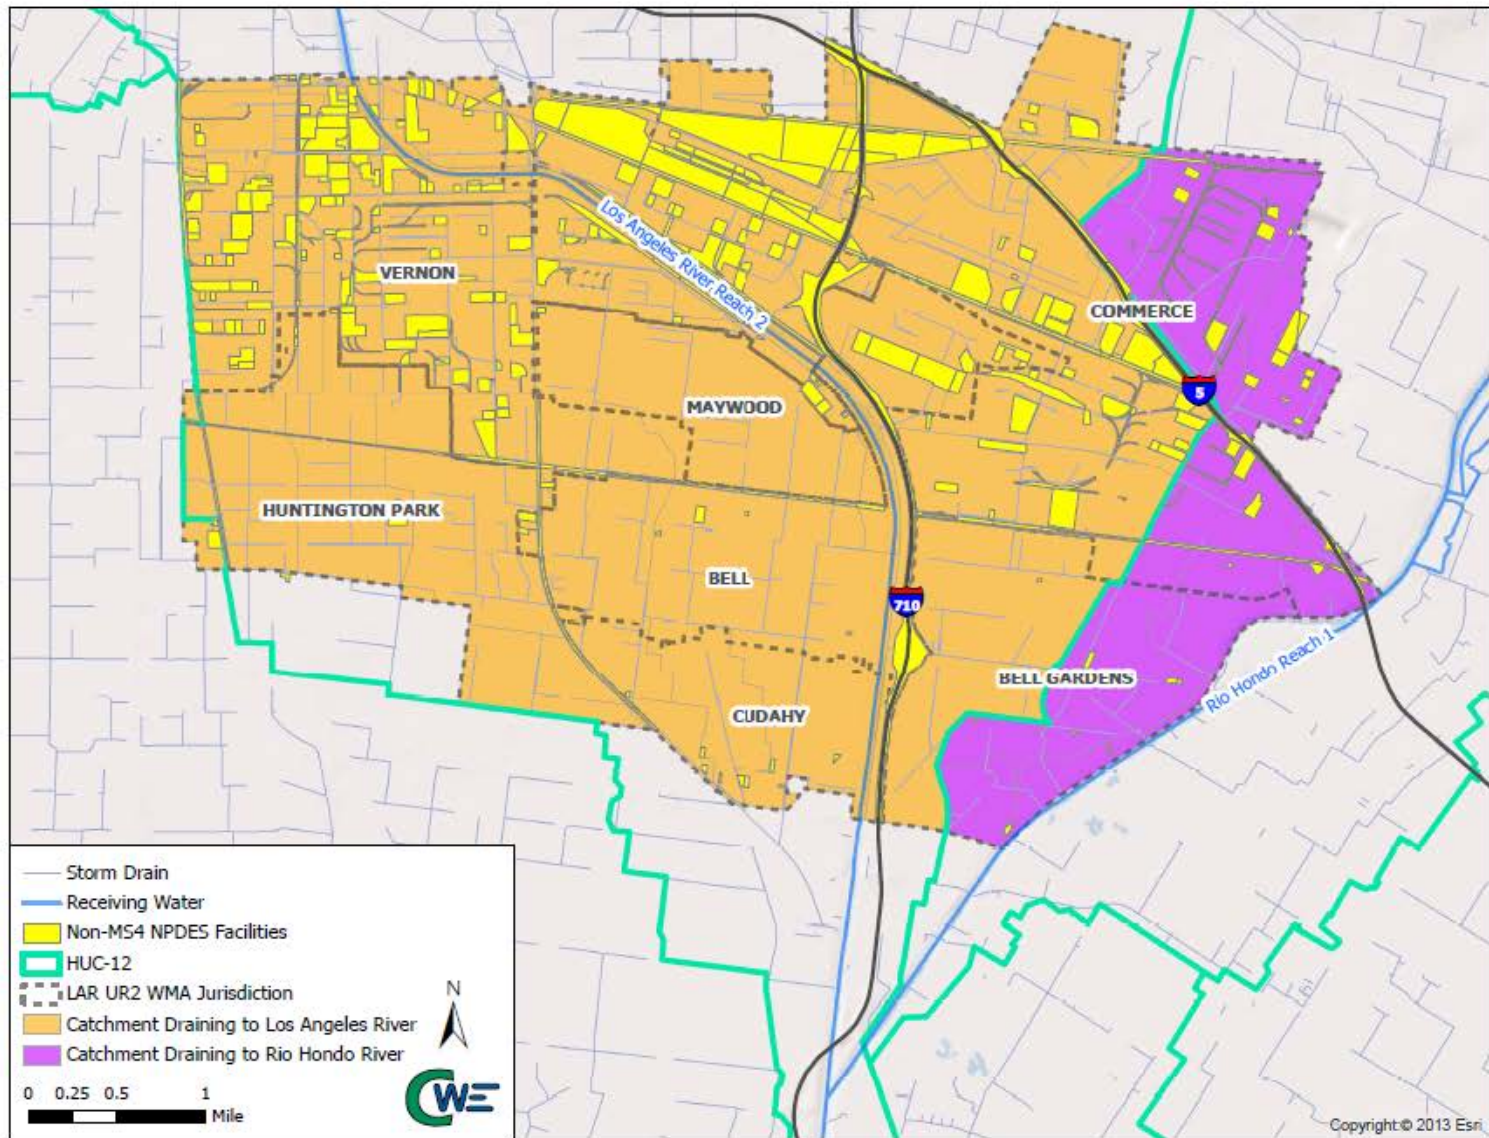 VERNON
Los Angeles River Reach 2
COMMERCE
5
MAYWOOD
HUNTINGTON PARK
BELL
710
BELL GARDENS
CUDAHY
Rio Hondo Reach 1
Storm Drain
Receiving Water
Non-MS4 NPDES Facilities
HUC-12
LAR UR2 WMA Jurisdiction
Catchment Draining to Los Angeles River
Catchment Draining to Rio Hondo River
N
0 0.25 0.5 1
Mile
CWE
Copyright:© 2013 Esri